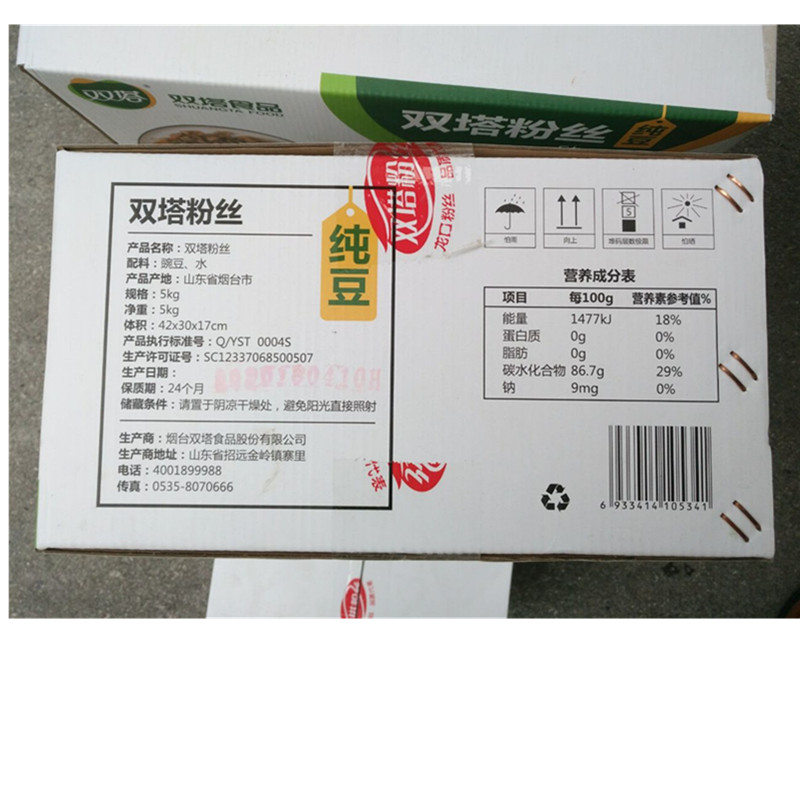 双塔
双塔食品
SHUANGTA FOOD
双塔粉丝
纯豆
双塔粉丝
纯豆
产品名称：双塔粉丝
配料：豌豆、水
产品产地：山东省烟台市
规格：5kg
净重：5kg
体积：42x30x17cm
产品执行标准号：Q/YST 0004S
生产许可证号：SC12337068500507
生产日期：
保质期：24个月
储藏条件：请置于阴凉干燥处，避免阳光直接照射
生产商：烟台双塔食品股份有限公司
生产商地址：山东省招远金岭镇寨里
电话：4001899988
传真：0535-8070666
双塔粉
龙口粉丝
代表
怕雨
向上
堆码层数极限
怕晒
5
营养成分表
项目 每100g 营养素参考值%
能量 1477kJ 18%
蛋白质 0g 0%
脂肪 0g 0%
碳水化合物 86.7g 29%
钠 9mg 0%
6 933414 105341